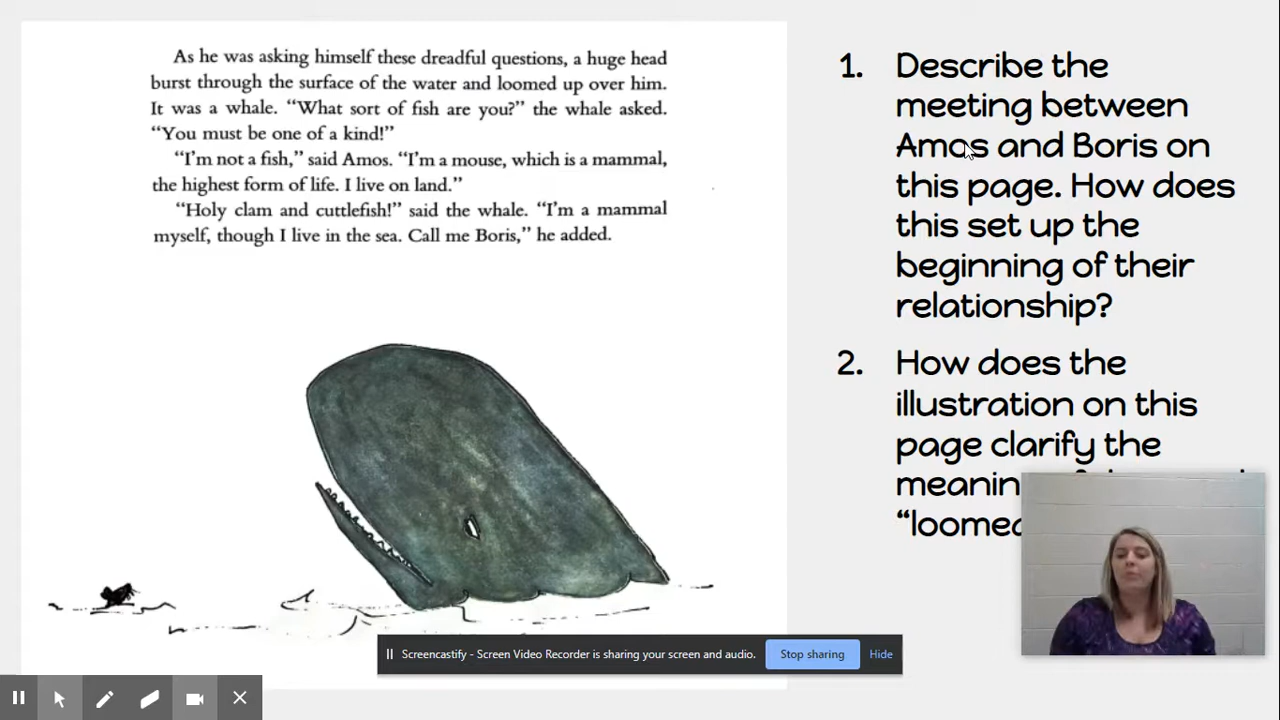 As he was asking himself these dreadful questions, a huge head
burst through the surface of the water and loomed up over him.
It was a whale. “What sort of fish are you?” the whale asked.
“You must be one of a kind!”
“I’m not a fish,” said Amos. “I’m a mouse, which is a mammal,
the highest form of life. I live on land.”
“Holy clam and cuttlefish!” said the whale. “I’m a mammal
myself, though I live in the sea. Call me Boris,” he added.
1. Describe the
meeting between
Amos and Boris on
this page. How does
this set up the
beginning of their
relationship?
2. How does the
illustration on this
page clarify the
Screencastify - Screen Video Recorder is sharing your screen and audio.
Stop sharing
Hide